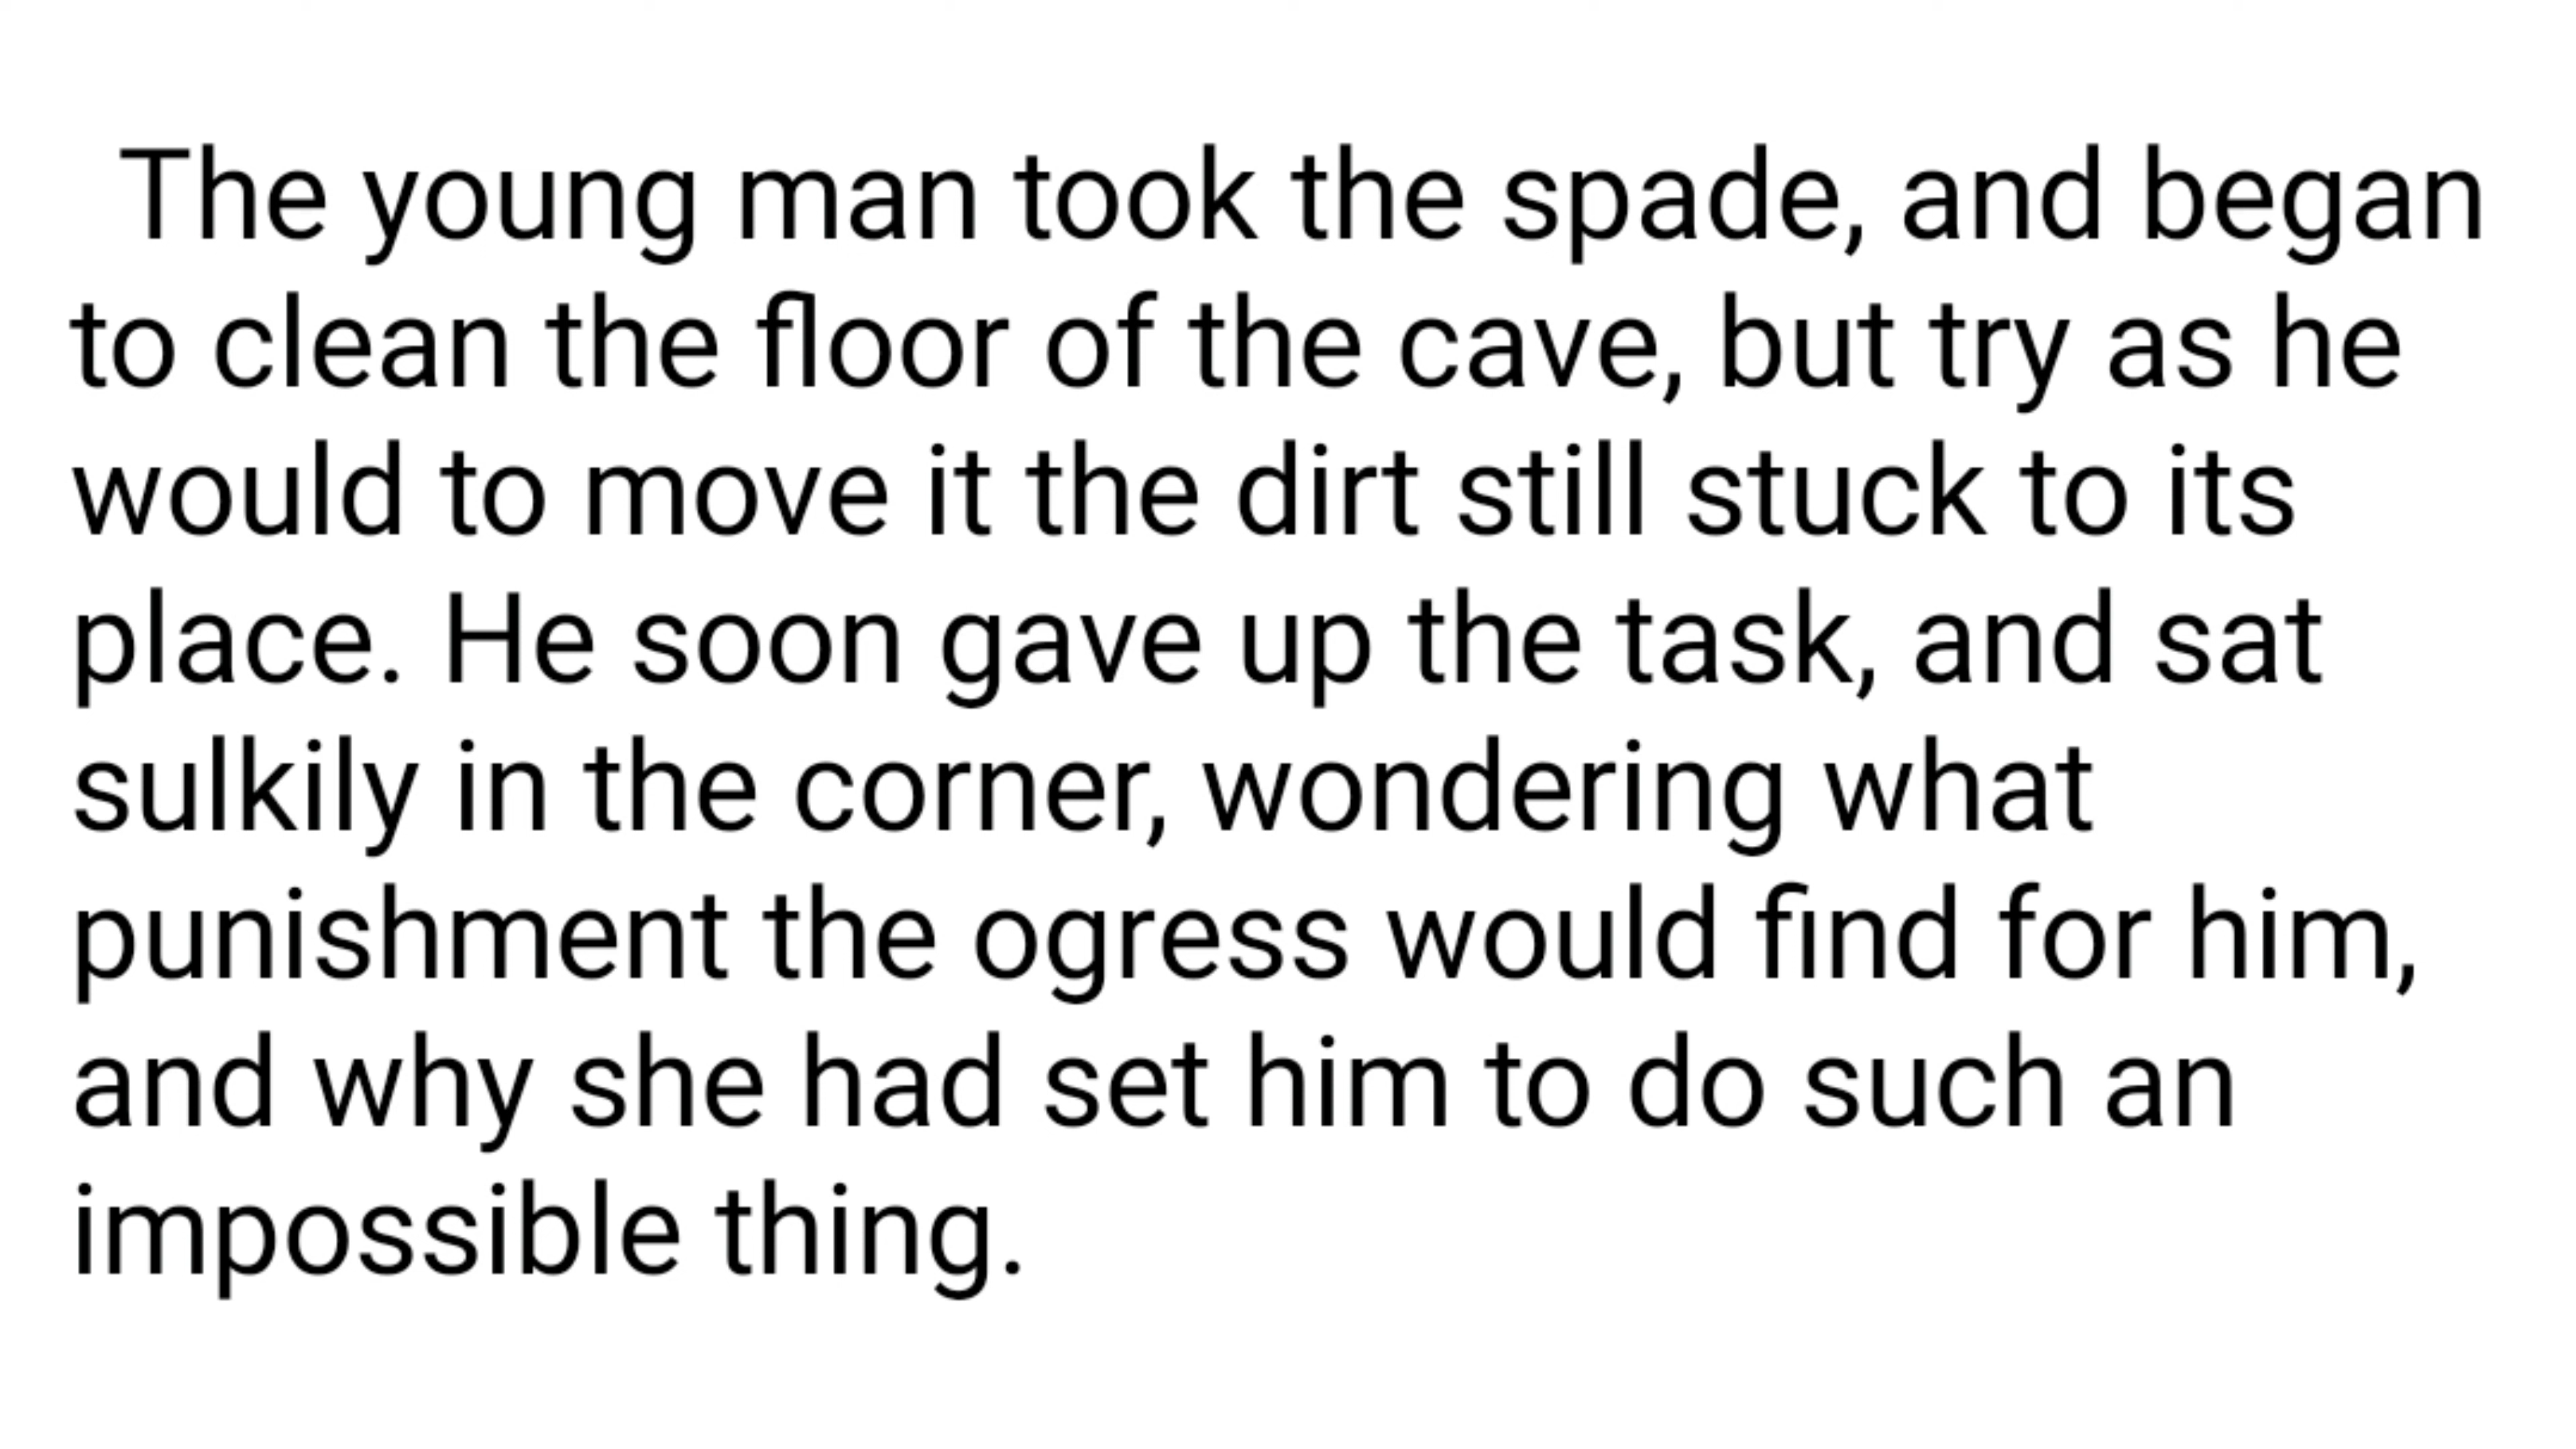 The young man took the spade, and began
to clean the floor of the cave, but try as he
would to move it the dirt still stuck to its
place. He soon gave up the task, and sat
sulkily in the corner, wondering what
punishment the ogress would find for him,
and why she had set him to do such an
impossible thing.